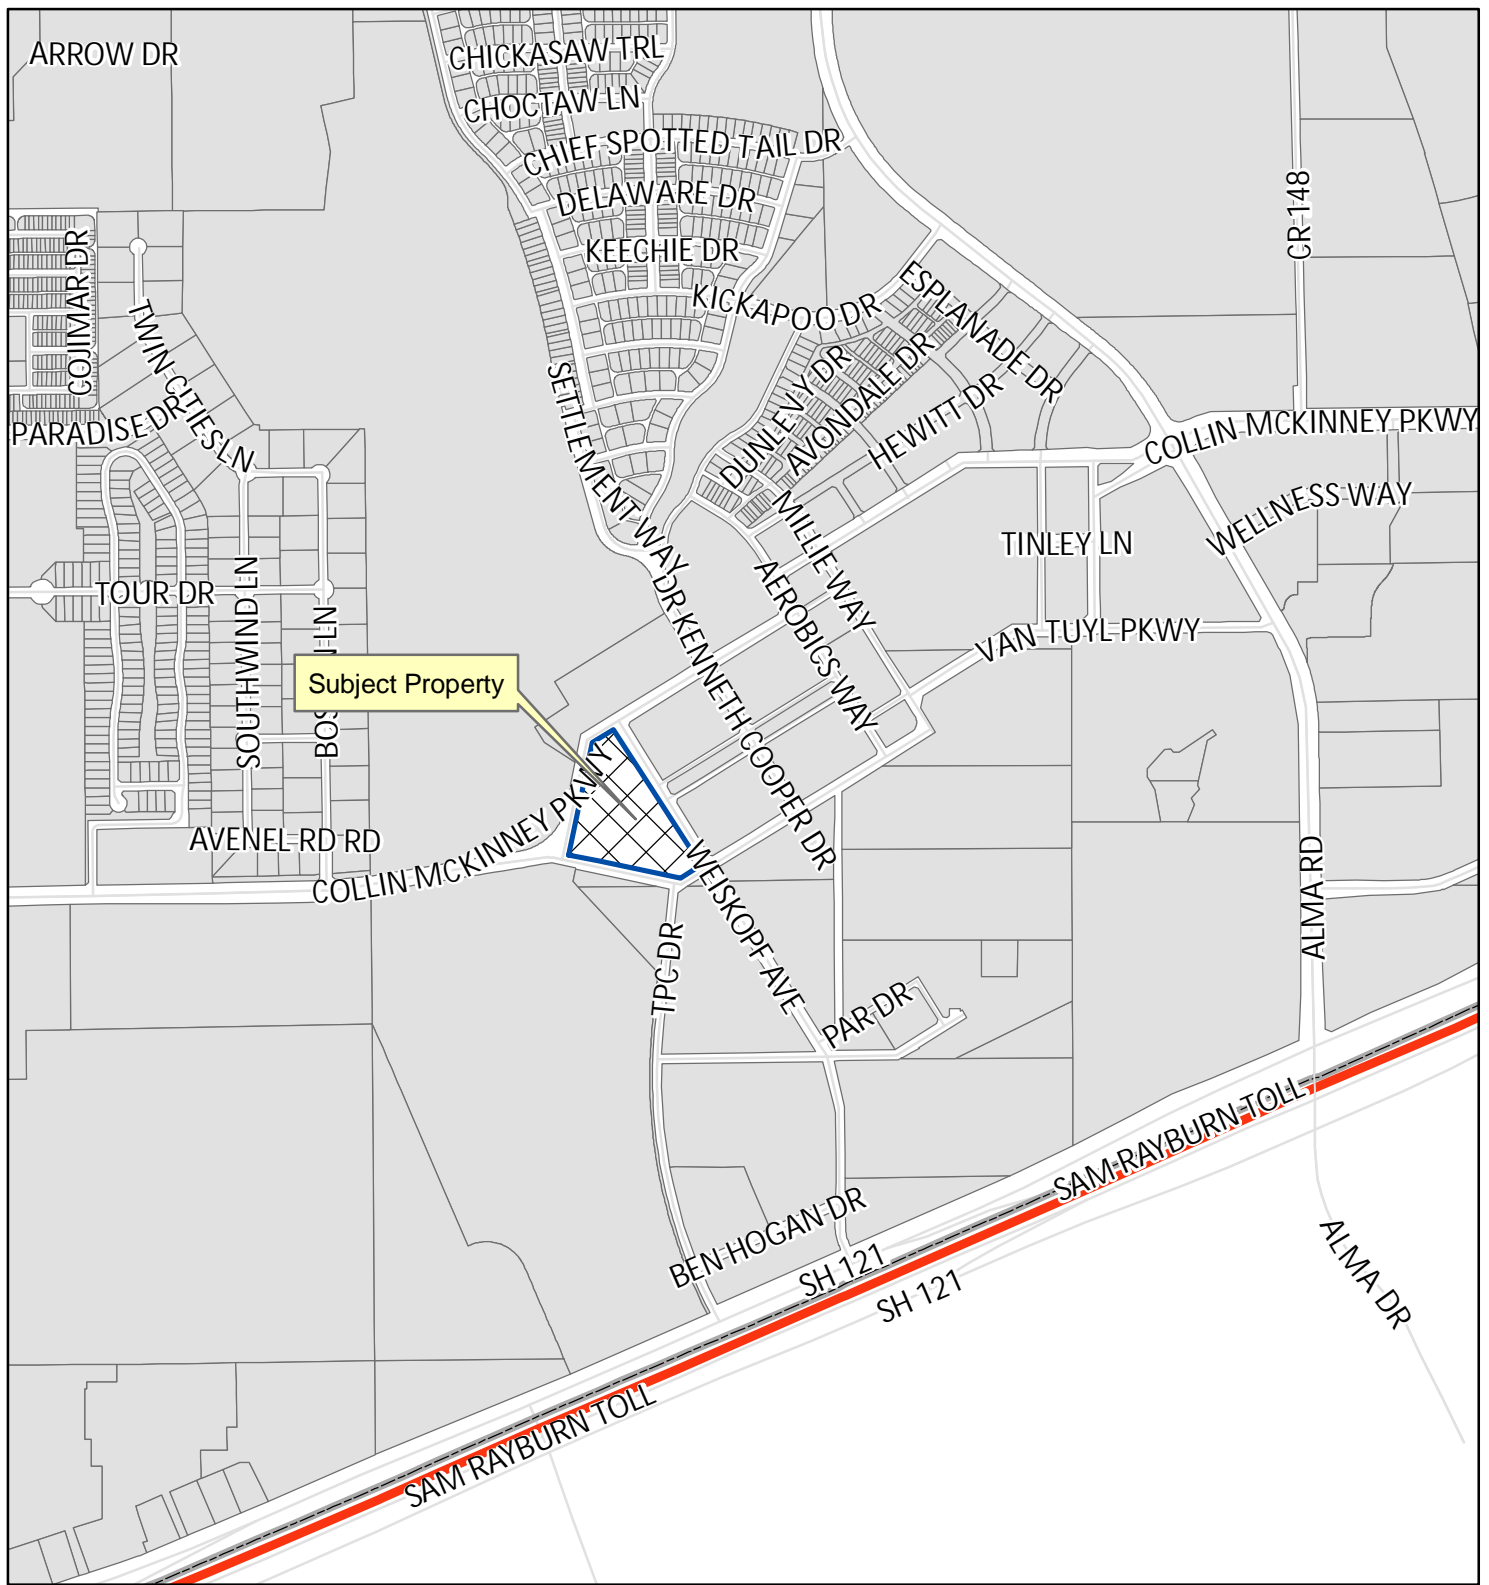 ARROW DR
CHICKASAW TRL
CHOCTAW LN
CHIEF SPOTTED TAIL DR
DELAWARE DR
CR-148
KEECHIE DR
COJIMAR DR
KICKAPOO DR
ESPLANADE DR
TWIN CITIES LN
PARADISE DR
SETTLEMENT WAY
DUNLEVY DR
AVONDALE DR
HEWITT DR
COLLIN MCKINNEY PKWY
WELLNESS WAY
MILLIE WAY
TINLEY LN
TOUR DR
SOUTHWIND LN
BOS N LN
AEROBICS WAY
VAN TUYL PKWY
DR KENNETH COOPER DR
Subject Property
AVENEL RD RD
COLLIN MCKINNEY PKWY
WEISKOPF AVE
ALMA RD
TPC DR
PAR DR
SAM RAYBURN TOLL
BEN HOGAN DR
SH 121
SH 121
ALMA DR
SAM RAYBURN TOLL